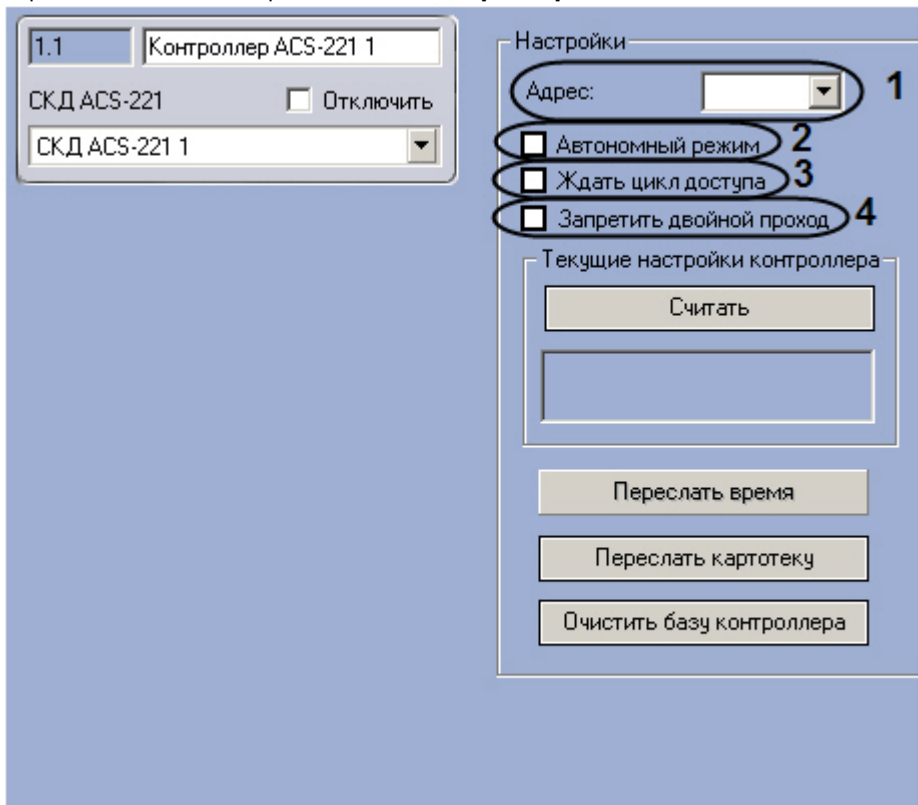 1.1 Контроллер ACS-221 1
СКД ACS-221 Отключить
СКД ACS-221 1
Настройки
Адрес: 1
Автономный режим 2
Ждать цикл доступа 3
Запретить двойной проход 4
Текущие настройки контроллера
Считать
Переслать время
Переслать картотеку
Очистить базу контроллера